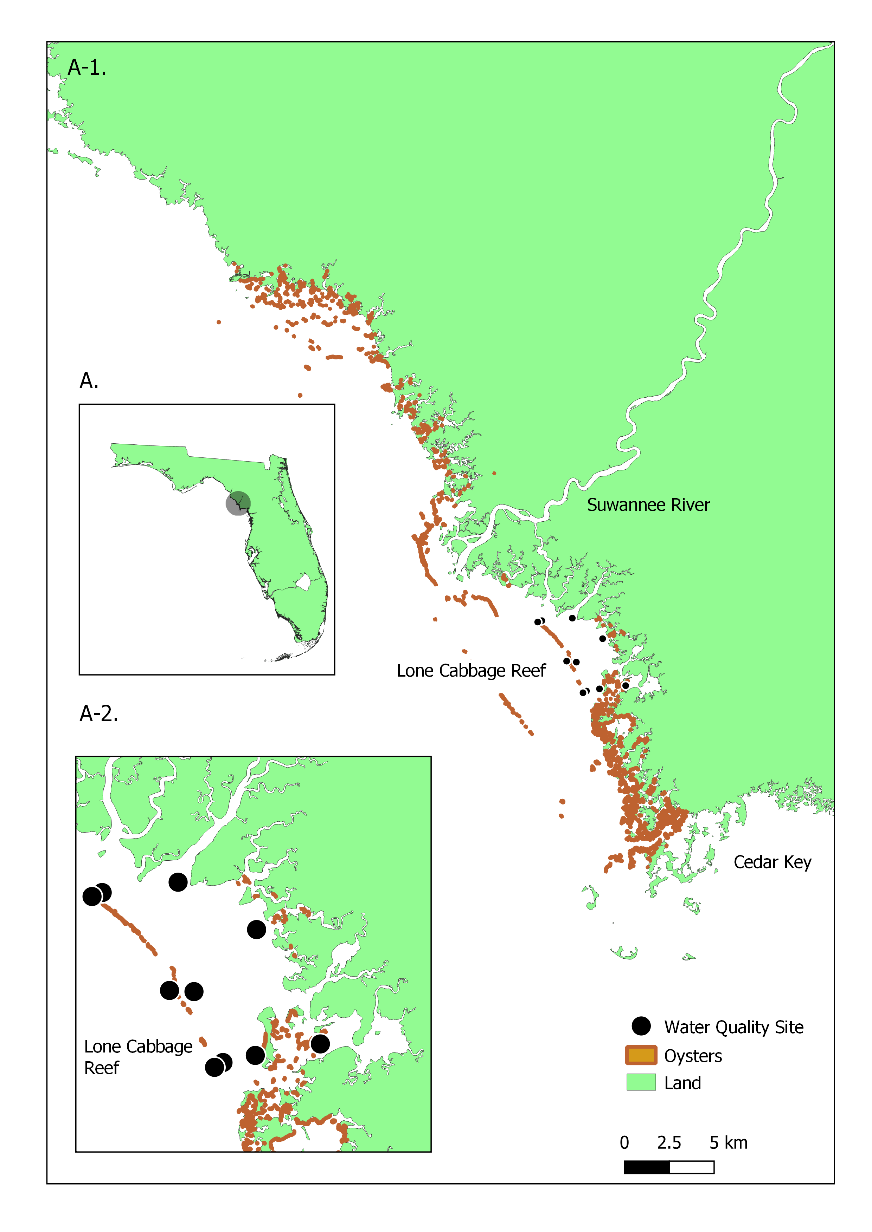 A-1.
A.
Suwannee River
Lone Cabbage Reef
A-2.
Cedar Key
Lone Cabbage
Reef
Water Quality Site
Oysters
Land
0 2.5 5 km